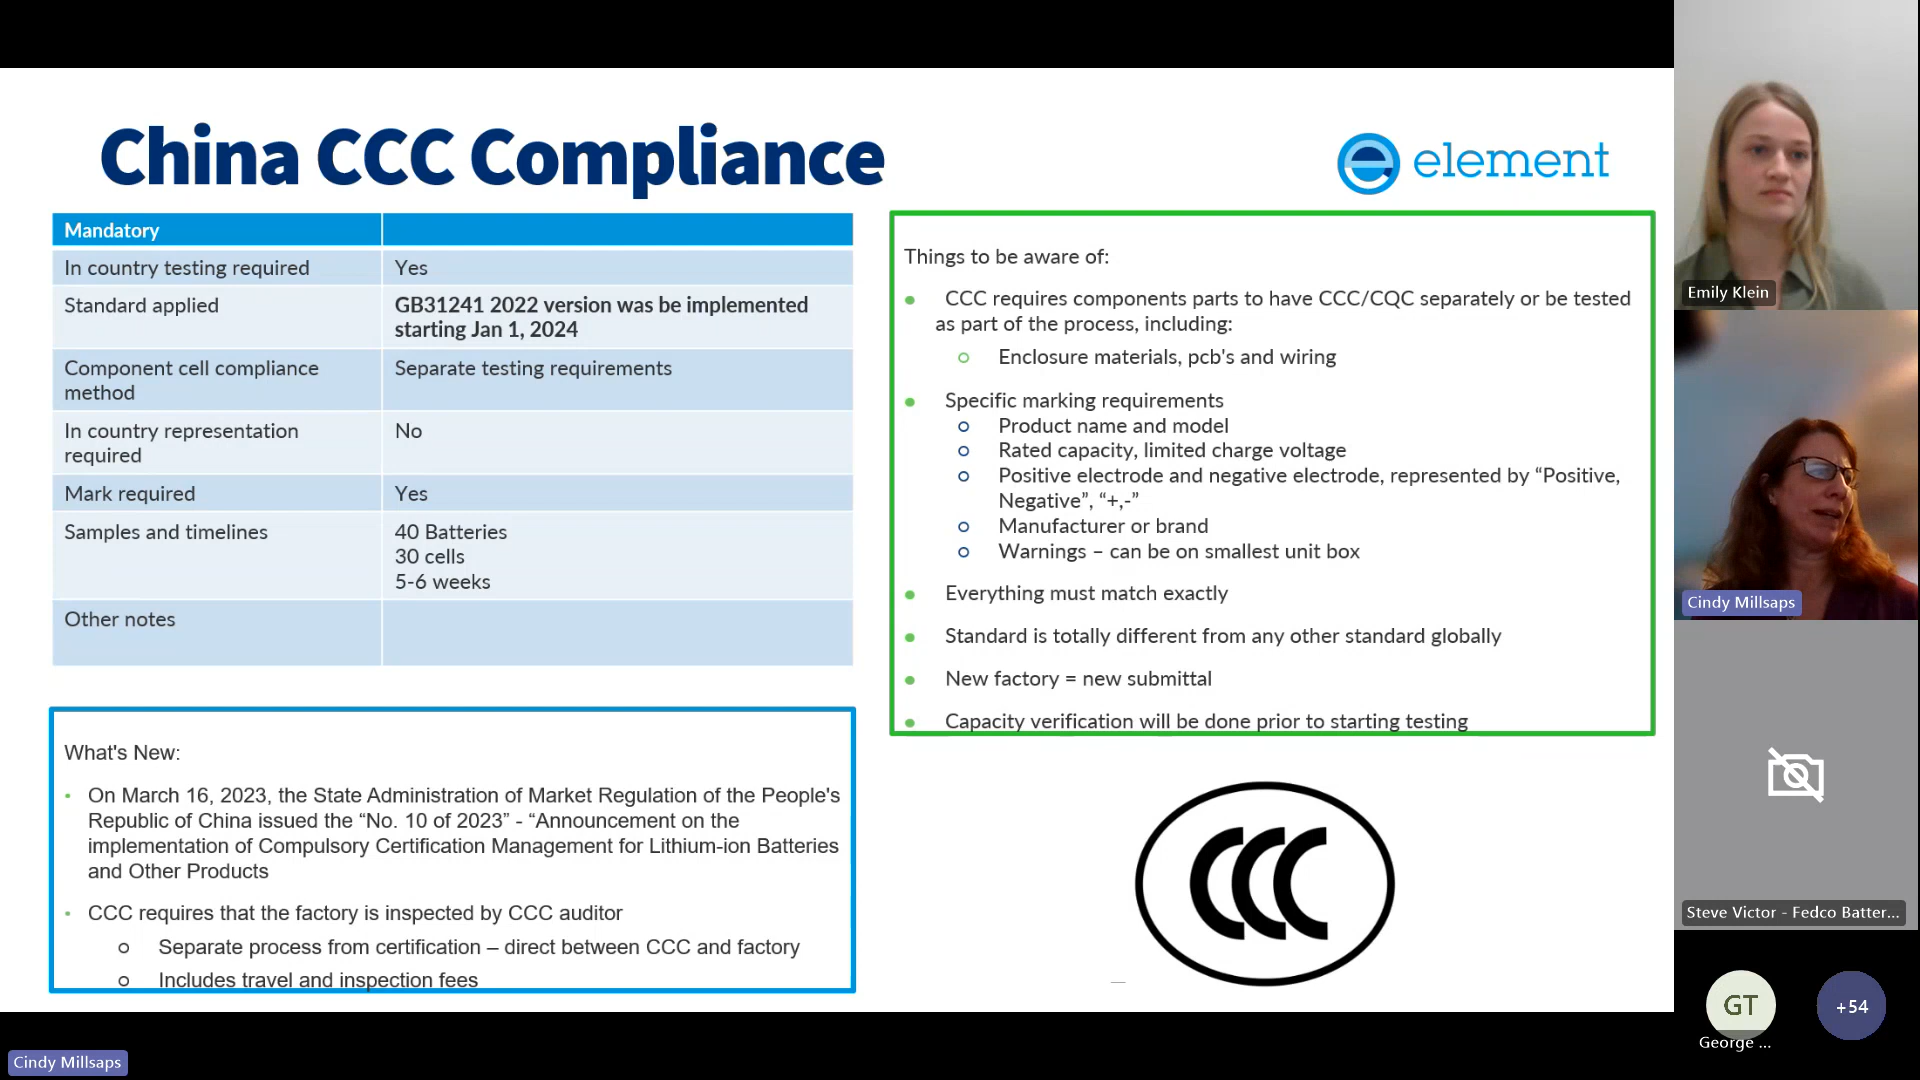 China CCC Compliance
element
Mandatory
In country testing required
Yes
Standard applied
GB31241 2022 version was be implemented
starting Jan 1, 2024
Component cell compliance
method
Separate testing requirements
In country representation
required
No
Mark required
Yes
Samples and timelines
40 Batteries
30 cells
5-6 weeks
Other notes
What's New:
On March 16, 2023, the State Administration of Market Regulation of the People's
Republic of China issued the “No. 10 of 2023” - “Announcement on the
implementation of Compulsory Certification Management for Lithium-ion Batteries
and Other Products
CCC requires that the factory is inspected by CCC auditor
Separate process from certification – direct between CCC and factory
Includes travel and inspection fees
Things to be aware of:
CCC requires components parts to have CCC/CQC separately or be tested
as part of the process, including:
Enclosure materials, pcb's and wiring
Specific marking requirements
Product name and model
Rated capacity, limited charge voltage
Positive electrode and negative electrode, represented by “Positive,
Negative”, “+,-”
Manufacturer or brand
Warnings – can be on smallest unit box
Everything must match exactly
Standard is totally different from any other standard globally
New factory = new submittal
Capacity verification will be done prior to starting testing
CCC
Emily Klein
Cindy Millsaps
Steve Victor - Fedco Batter...
GT
George ...
+54
Cindy Millsaps